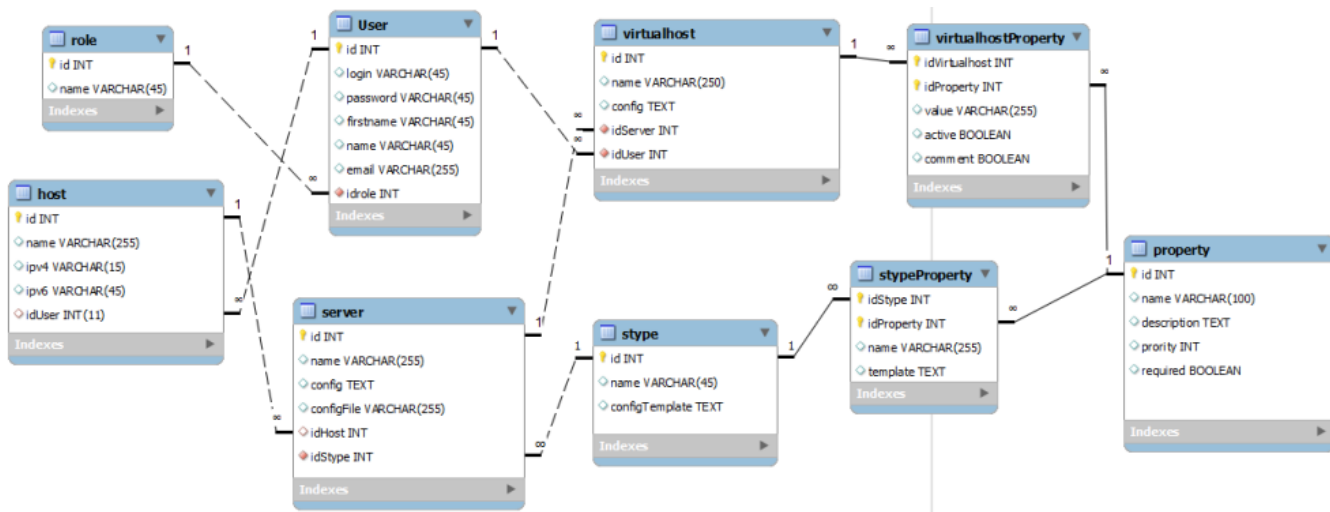 role
id INT
name VARCHAR(45)
Indexes
1
User
id INT
login VARCHAR(45)
password VARCHAR(45)
firstname VARCHAR(45)
name VARCHAR(45)
email VARCHAR(255)
idrole INT
Indexes
1
1
∞
∞
virtualhost
id INT
name VARCHAR(250)
config TEXT
idServer INT
idUser INT
Indexes
1
∞
∞
virtualhostProperty
idVirtualhost INT
idProperty INT
value VARCHAR(255)
active BOOLEAN
comment BOOLEAN
Indexes
∞
∞
host
id INT
name VARCHAR(255)
ipv4 VARCHAR(15)
ipv6 VARCHAR(45)
idUser INT(11)
Indexes
1
∞
server
id INT
name VARCHAR(255)
config TEXT
configFile VARCHAR(255)
idHost INT
idStype INT
Indexes
1
∞
∞
stype
id INT
name VARCHAR(45)
configTemplate TEXT
Indexes
1
1
stypeProperty
idStype INT
idProperty INT
name VARCHAR(255)
template TEXT
Indexes
∞
∞
property
id INT
name VARCHAR(100)
description TEXT
prority INT
required BOOLEAN
Indexes
1